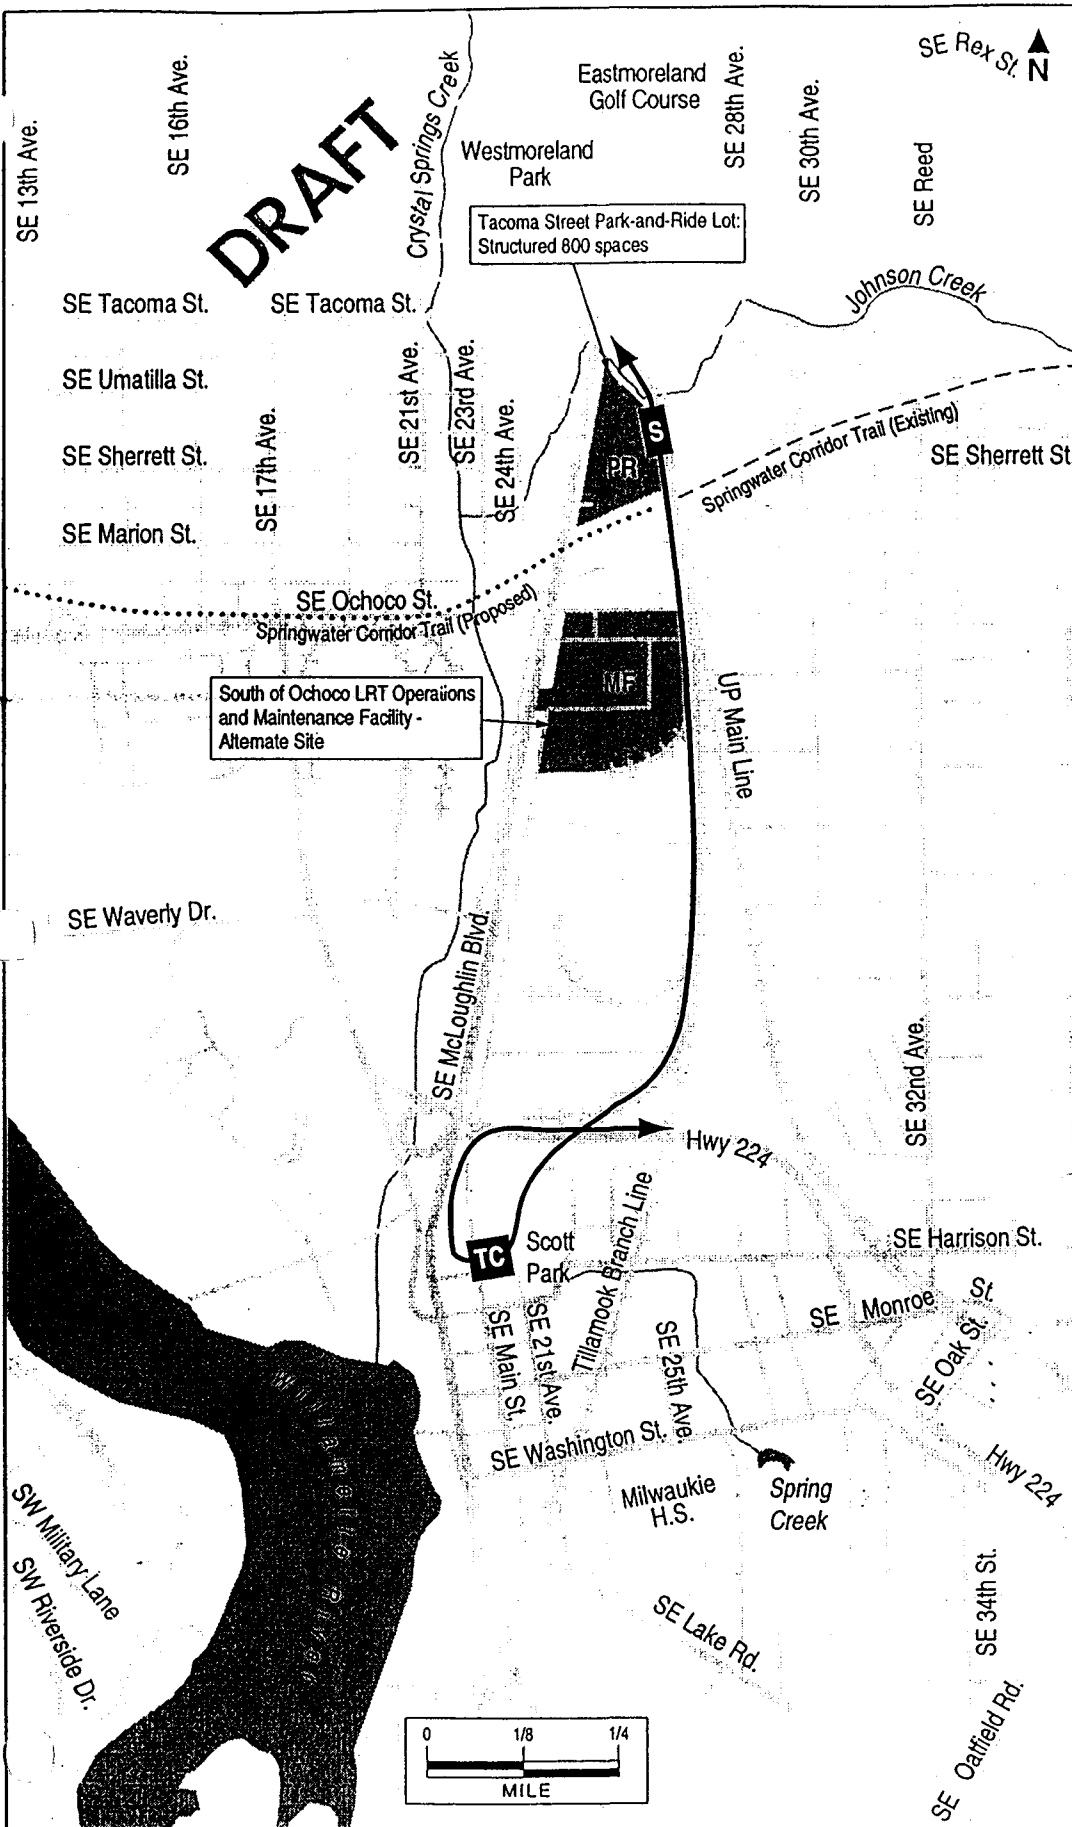 SE Rex St.
N
SE 13th Ave.
SE 16th Ave.
DRAFT
Crystal Springs Creek
Eastmoreland
Golf Course
SE 28th Ave.
SE 30th Ave.
SE Reed
Westmoreland
Park
Tacoma Street Park-and-Ride Lot:
Structured 800 spaces
Johnson Creek
SE Tacoma St.
SE Tacoma St.
SE Umatilla St.
SE 21st Ave.
SE 23rd Ave.
SE 24th Ave.
S
PR
SE Sherrett St.
SE 17th Ave.
Springwater Corridor Trail (Existing)
SE Sherrett St
SE Marion St.
SE Ochoco St.
Springwater Corridor Trail (Proposed)
MF
South of Ochoco LRT Operations
and Maintenance Facility -
Alternate Site
UP Main Line
SE Waverly Dr.
SE McLoughlin Blvd.
SE 32nd Ave.
Hwy 224
TC
Scott
Park
Tillamook Branch Line
SE Harrison St.
SE Monroe St.
SE Main St.
SE 21st Ave.
SE 25th Ave.
SE Oak St.
SE Washington St.
Hwy 224
Milwaukie
H.S.
Spring
Creek
SW Military Lane
SW Riverside Dr.
Willamette River
SE Lake Rd.
SE 34th St.
SE Oatfield Rd.
0 1/8 1/4
MILE